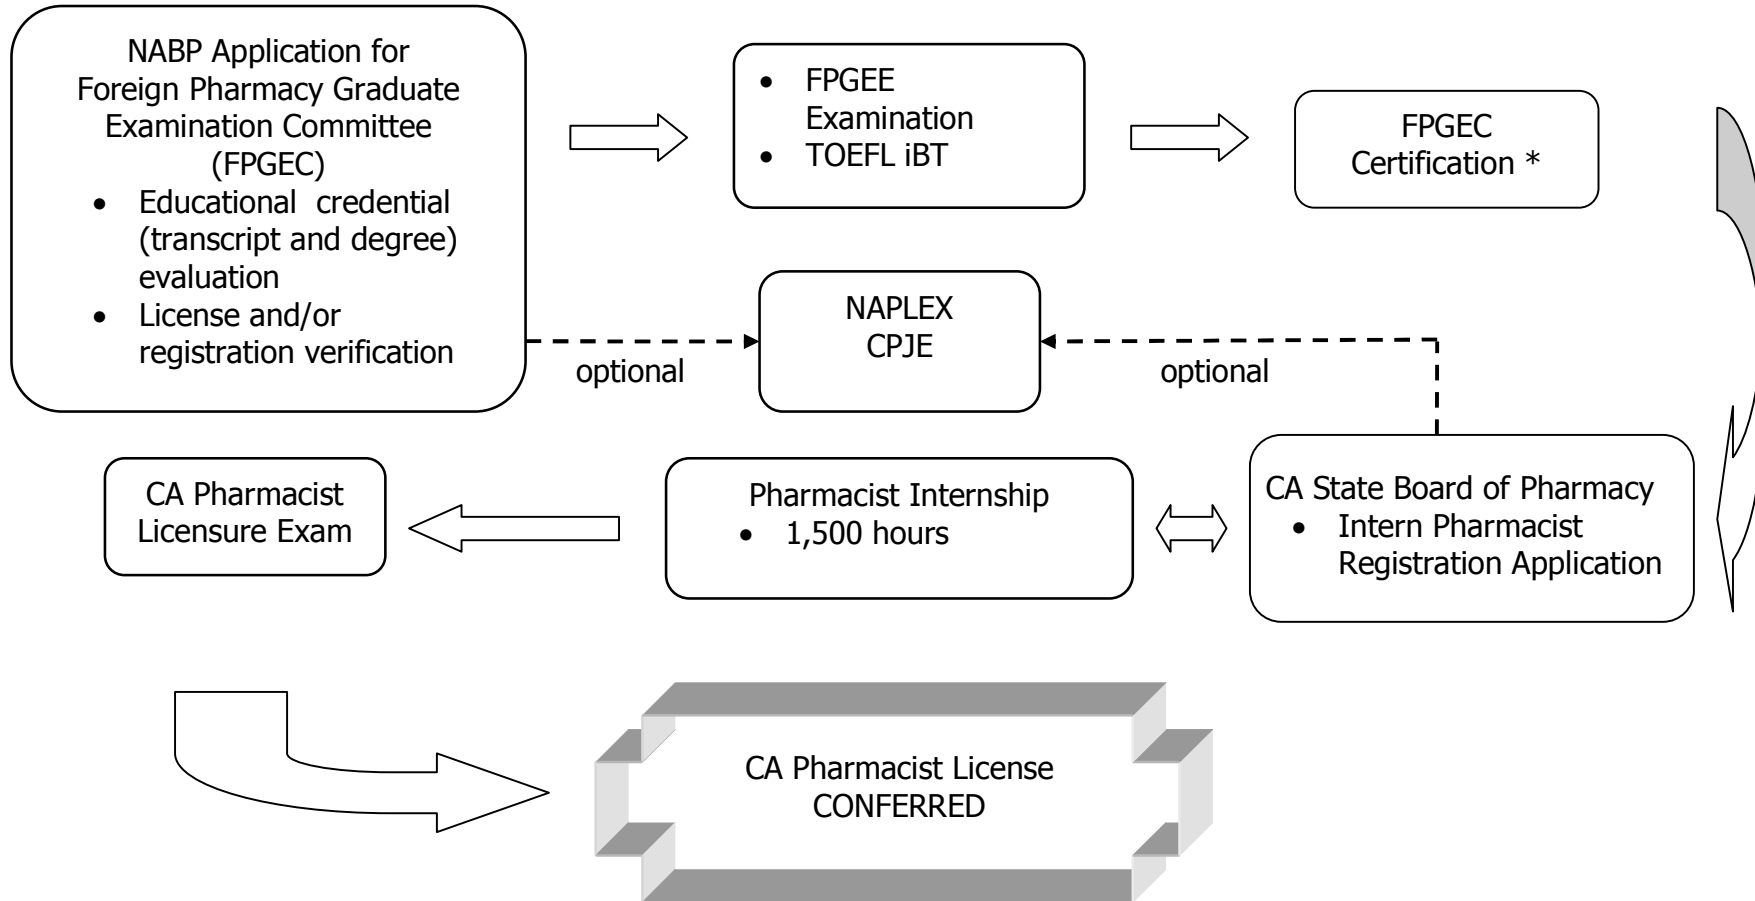 NABP Application for
Foreign Pharmacy Graduate
Examination Committee
(FPGEC)
• Educational credential
(transcript and degree)
evaluation
• License and/or
registration verification
• FPGEE
Examination
• TOEFL iBT
FPGEC
Certification *
NAPLEX
CPJE
optional
optional
CA Pharmacist
Licensure Exam
Pharmacist Internship
• 1,500 hours
CA State Board of Pharmacy
• Intern Pharmacist
Registration Application
CA Pharmacist License
CONFERRED